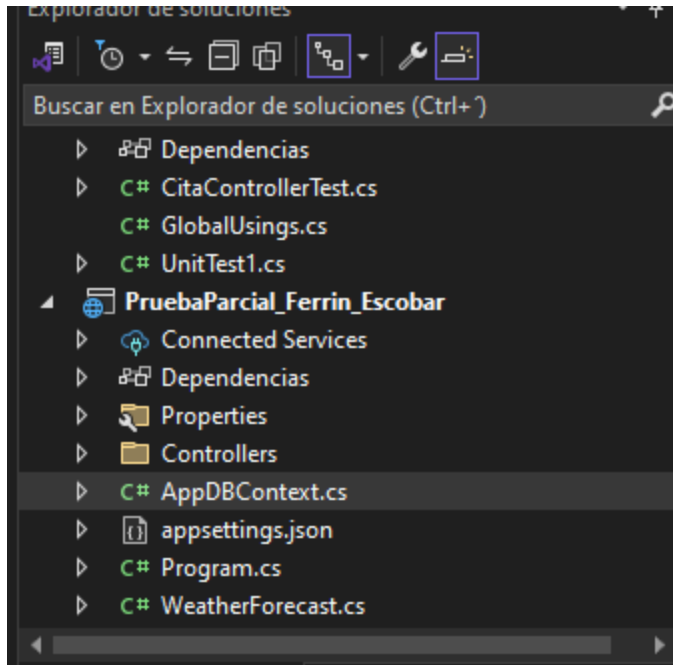 Explorador de soluciones
Buscar en Explorador de soluciones (Ctrl+´)
Dependencias
C# CitaControllerTest.cs
C# GlobalUsings.cs
C# UnitTest1.cs
PruebaParcial_Ferrin_Escobar
Connected Services
Dependencias
Properties
Controllers
C# AppDBContext.cs
appsettings.json
C# Program.cs
C# WeatherForecast.cs